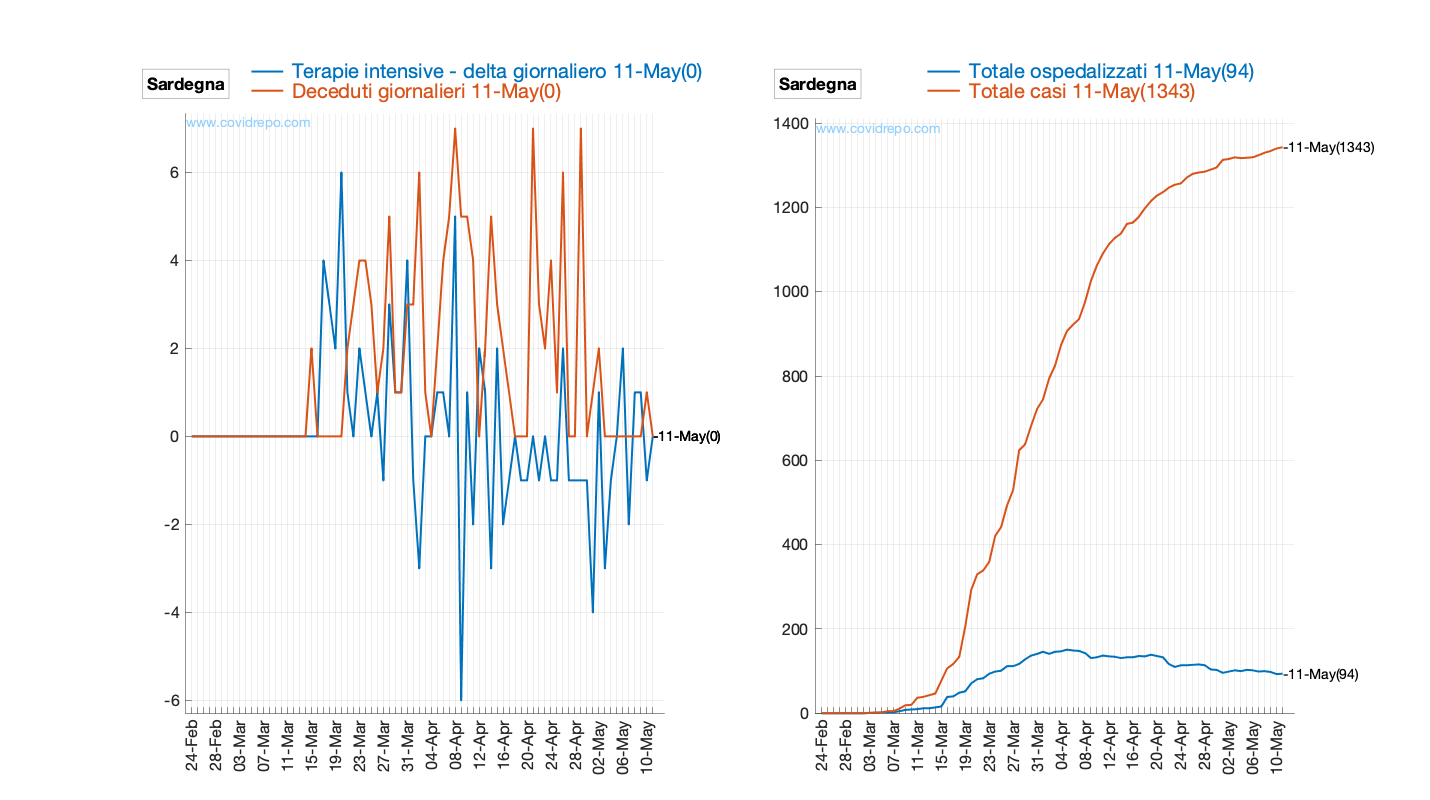 Sardegna
Terapie intensive - delta giornaliero 11-May(0)
Deceduti giornalieri 11-May(0)
www.covidrepo.com
6
4
2
0
-2
-4
-6
-11-May(0)
24-Feb
28-Feb
03-Mar
07-Mar
11-Mar
15-Mar
19-Mar
23-Mar
27-Mar
31-Mar
04-Apr
08-Apr
12-Apr
16-Apr
20-Apr
24-Apr
29-Apr
02-May
06-May
10-May
Sardegna
Totale ospedalizzati 11-May(94)
Totale casi 11-May(1343)
www.covidrepo.com
1400
1200
1000
800
600
400
200
0
-11-May(1343)
-11-May(94)
24-Feb
28-Feb
03-Mar
07-Mar
11-Mar
15-Mar
19-Mar
23-Mar
27-Mar
31-Mar
04-Apr
08-Apr
12-Apr
16-Apr
20-Apr
24-Apr
29-Apr
02-May
06-May
10-May